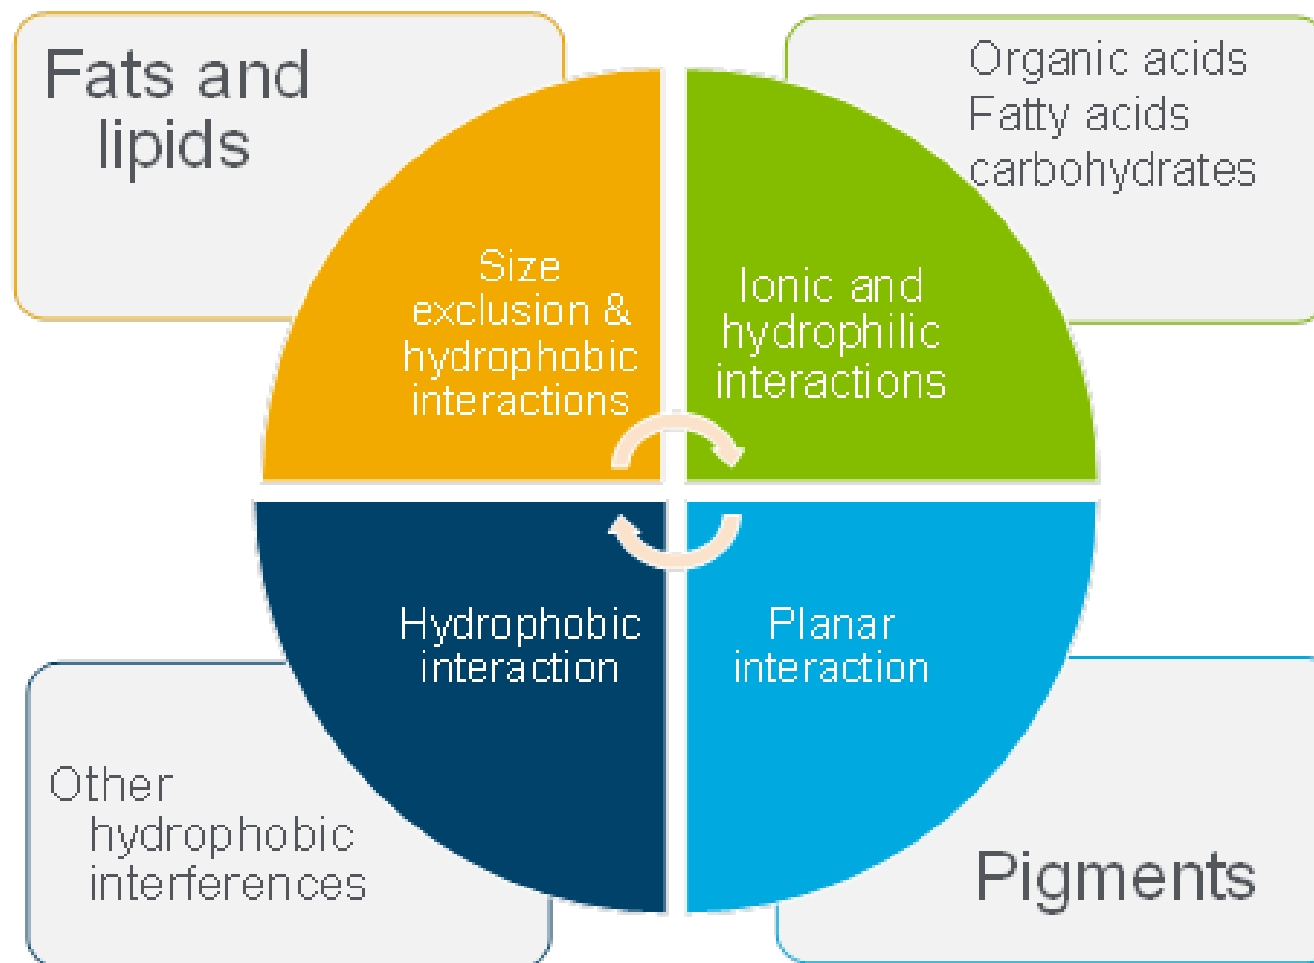 Fats and
lipids
Organic acids
Fatty acids
carbohydrates
Size
exclusion &
hydrophobic
interactions
Ionic and
hydrophilic
interactions
Hydrophobic
interaction
Planar
interaction
Other
hydrophobic
interferences
Pigments